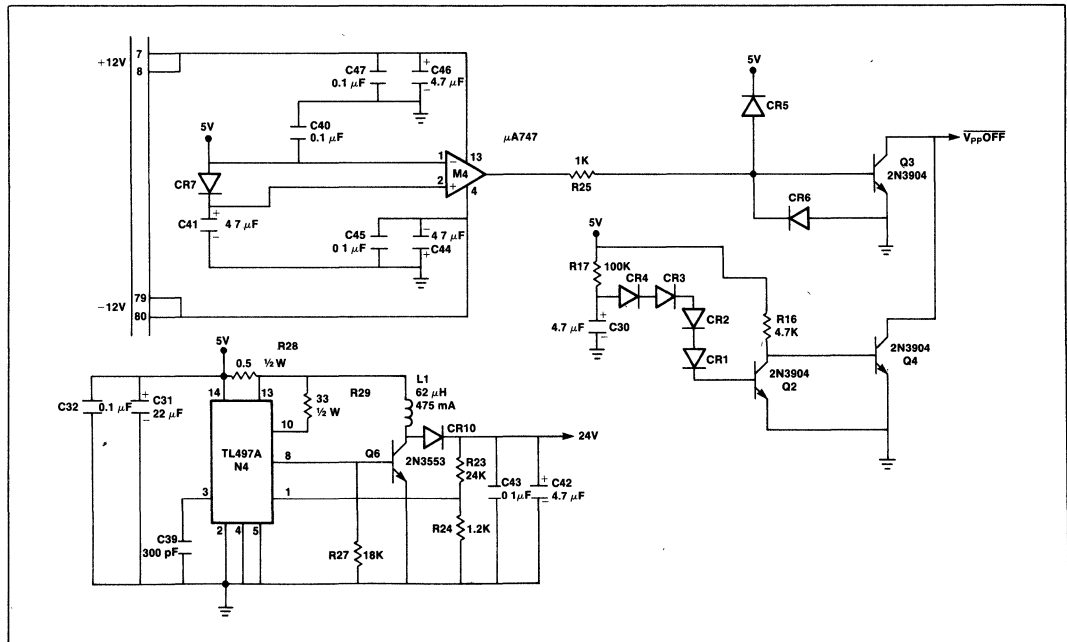 +12V
7
8
C47
0.1 μF
+
C46
4.7 μF
–
C40
0.1 μF
5V
μA747
1
–
13
M4
2
+
4
CR7
+
C41
4 7 μF
–
C45
0 1 μF
–
4 7 μF
C44
+
–12V
79
80
1K
R25
5V
CR5
CR6
Q3
2N3904
VPPOFF
5V
R17
100K
CR4
CR3
CR2
CR1
4.7 μF
+
C30
–
R16
4.7K
2N3904
Q2
2N3904
Q4
5V
R28
0.5
½ W
14
13
C32
0.1 μF
+
C31
22 μF
–
33
½ W
R29
L1
62 μH
475 mA
10
TL497A
N4
8
3
1
2
4
5
Q6
2N3553
CR10
24V
R23
24K
C43
0 1μF
+
C42
4.7 μF
–
R24
1.2K
C39
300 pF
R27
18K